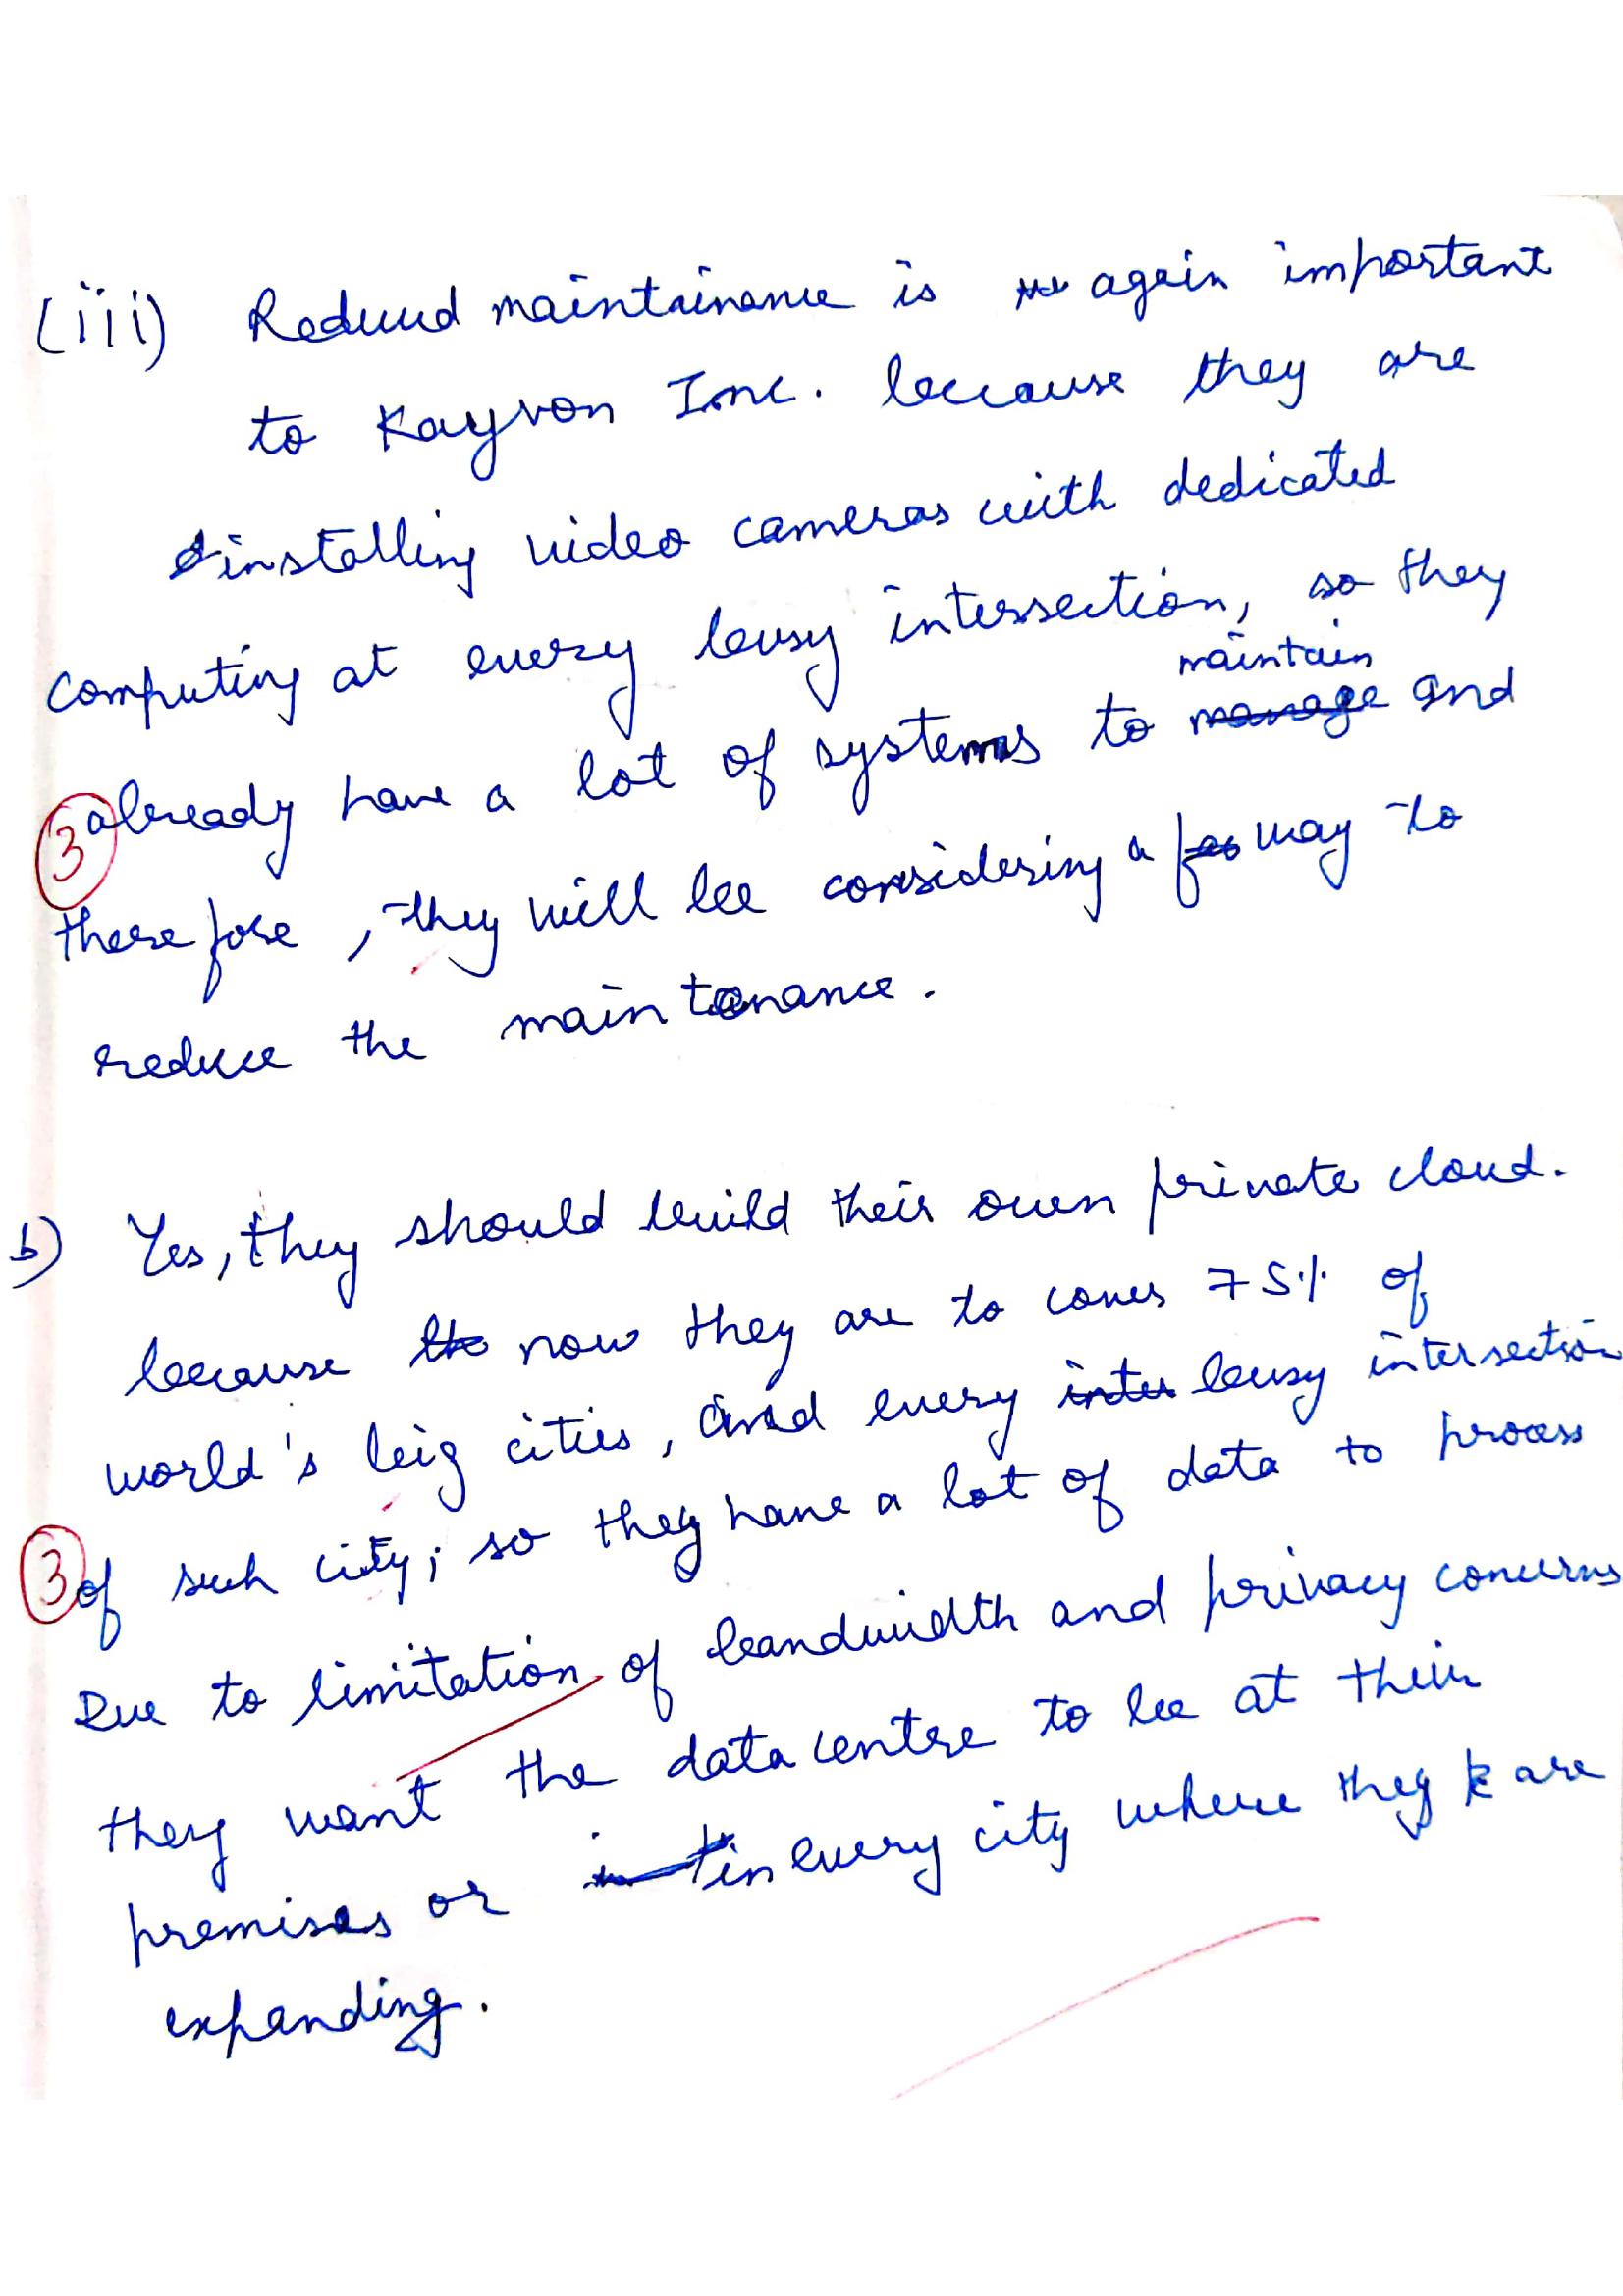 (iii) Reduced maintainance is again important
to Kayvon Inc. because they are
installing video cameras with dedicated
computing at every busy interssection, so they
already have a lot of systems to maintain manage and
3
therefore, they will be considering a way to
reduce the maintanance.
b) Yes, they should build their own private cloud.
because now they are to cover 75% of
world's big cities, and every inter busy intersection
of such city; so they have a lot of data to process
3
Due to limitation of bandwidth and privacy concerns
they want the data centre to be at their
premises or in every city where they are
expanding.